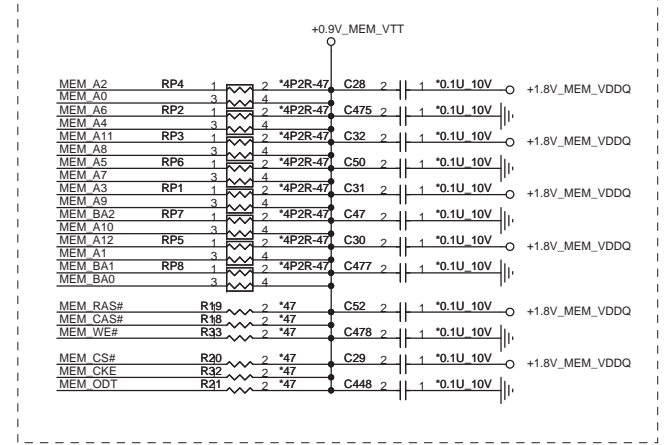 +0.9V_MEM_VTT
MEM_A2 RP4 1 2 *4P2R-47 C28 2 1 *0.1U_10V +1.8V_MEM_VDDQ
MEM_A0 3 4
MEM_A6 RP2 1 2 *4P2R-47 C475 2 1 *0.1U_10V
MEM_A4 3 4
MEM_A11 RP3 1 2 *4P2R-47 C32 2 1 *0.1U_10V +1.8V_MEM_VDDQ
MEM_A8 3 4
MEM_A5 RP6 1 2 *4P2R-47 C50 2 1 *0.1U_10V
MEM_A7 3 4
MEM_A3 RP1 1 2 *4P2R-47 C31 2 1 *0.1U_10V +1.8V_MEM_VDDQ
MEM_A9 3 4
MEM_BA2 RP7 1 2 *4P2R-47 C47 2 1 *0.1U_10V
MEM_A10 3 4
MEM_A12 RP5 1 2 *4P2R-47 C30 2 1 *0.1U_10V +1.8V_MEM_VDDQ
MEM_A1 3 4
MEM_BA1 RP8 1 2 *4P2R-47 C477 2 1 *0.1U_10V
MEM_BA0 3 4
MEM_RAS# R19 1 2 *47 C52 2 1 *0.1U_10V +1.8V_MEM_VDDQ
MEM_CAS# R18 1 2 *47
MEM_WE# R33 1 2 *47 C478 2 1 *0.1U_10V
MEM_CS# R20 1 2 *47 C29 2 1 *0.1U_10V +1.8V_MEM_VDDQ
MEM_CKE R32 1 2 *47
MEM_ODT R21 1 2 *47 C448 2 1 *0.1U_10V